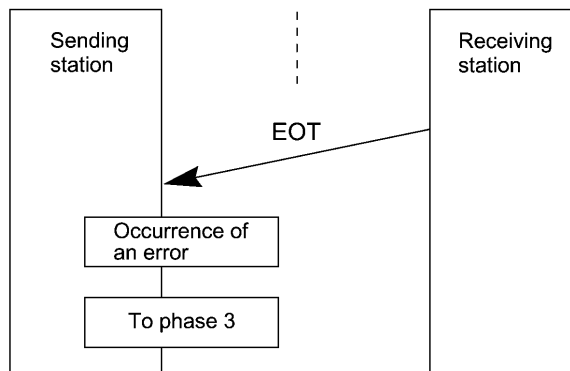 Sending
station
Receiving
station
EOT
Occurrence of
an error
To phase 3